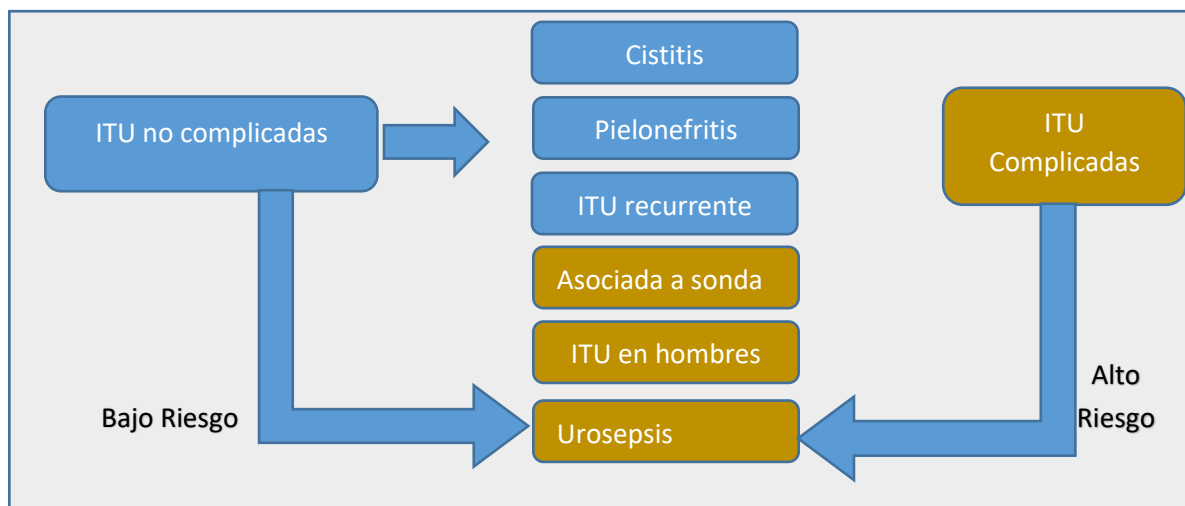 Cistitis
ITU no complicadas
Pielonefritis
ITU
Complicadas
ITU recurrente
Asociada a sonda
ITU en hombres
Alto
Riesgo
Bajo Riesgo
Urosepsis